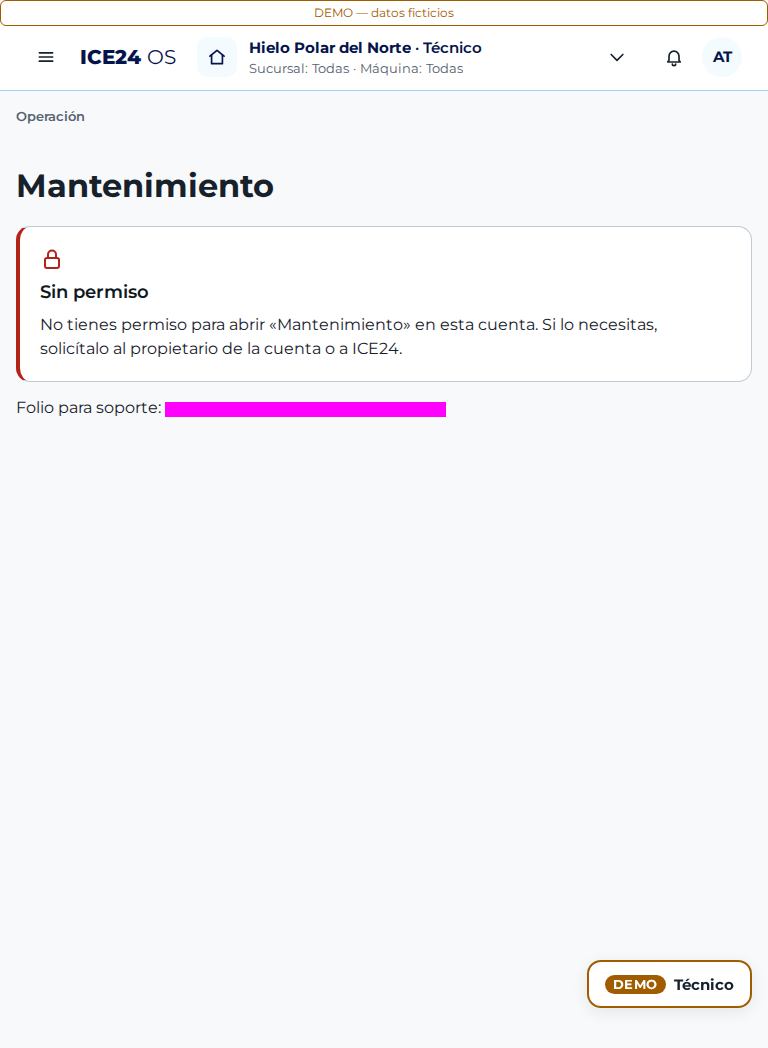 DEMO — datos ficticios
ICE24 OS
Hielo Polar del Norte · Técnico
Sucursal: Todas · Máquina: Todas
AT
Operación
Mantenimiento
Sin permiso
No tienes permiso para abrir «Mantenimiento» en esta cuenta. Si lo necesitas,
solicítalo al propietario de la cuenta o a ICE24.
Folio para soporte:
DEMO Técnico